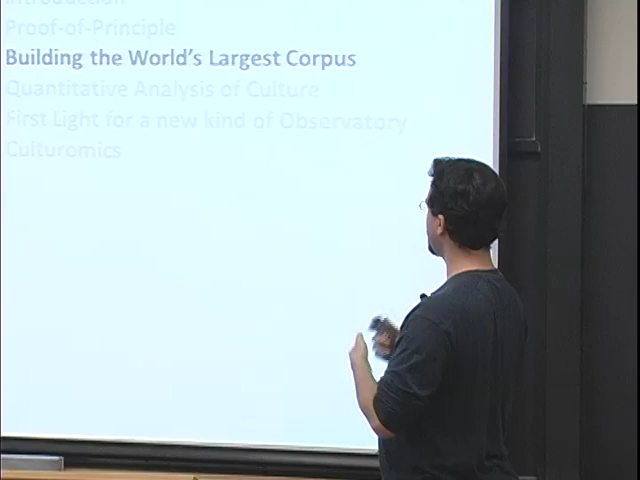 Introduction
Proof-of-Principle
Building the World's Largest Corpus
Quantitative Analysis of Culture
First Light for a new kind of Observatory
Culturomics